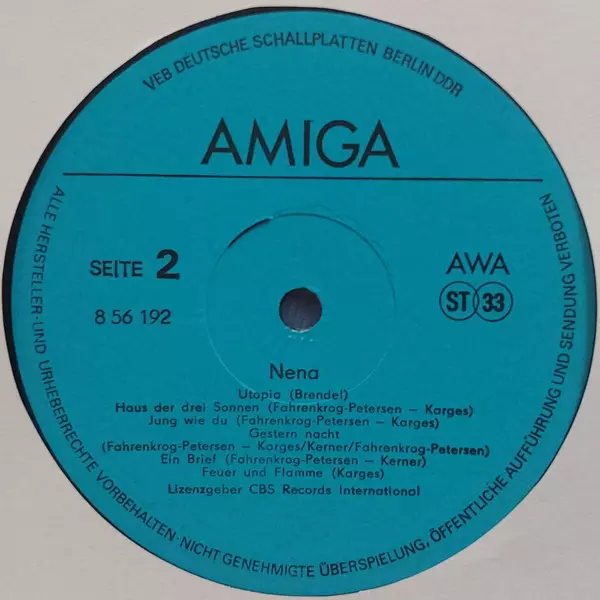 VEB DEUTSCHE SCHALLPLATTEN BERLIN DDR
AMIGA
SEITE 2
AWA
8 56 192
ST 33
Nena
Utopia (Brendel)
Haus der drei Sonnen (Fahrenkrog-Petersen – Karges)
Jung wie du (Fahrenkrog-Petersen – Karges)
Gestern nacht
(Fahrenkrog-Petersen – Karges/Kerner/Fahrenkrog-Petersen)
Ein Brief (Fahrenkrog-Petersen – Kerner)
Feuer und Flamme (Karges)
Lizenzgeber CBS Records International
ALLE HERSTELLER-UND URHEBERRECHTE VORBEHALTEN·NICHT GENEHMIGTE ÜBERSPIELUNG, ÖFFENTLICHE AUFFÜHRUNG UND SENDUNG VERBOTEN